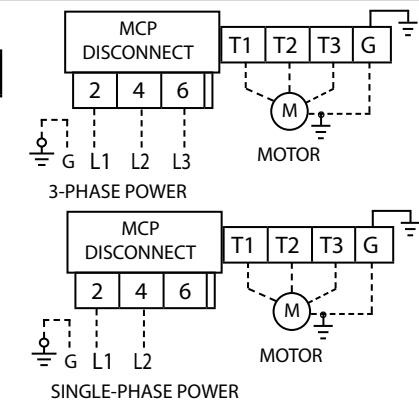 MCP
DISCONNECT
T1 T2 T3 G
2 4 6
M
G L1 L2 L3
MOTOR
3-PHASE POWER
MCP
DISCONNECT
T1 T2 T3 G
2 4 6
M
G L1 L2
MOTOR
SINGLE-PHASE POWER